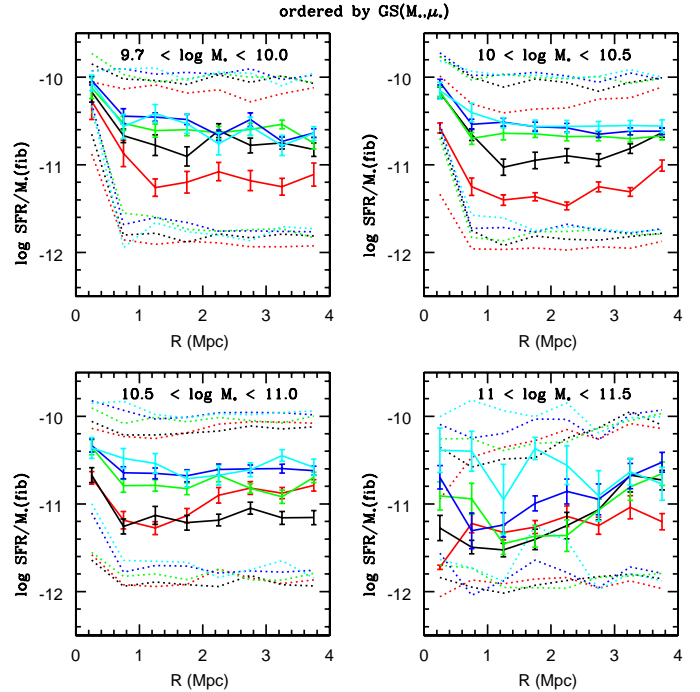 ordered by GS(M*,μ*)
9.7 < log M* < 10.0
10 < log M* < 10.5
log SFR/M*(fib)
-10
-11
-12
0 1 2 3 4
R (Mpc)
log SFR/M*(fib)
-10
-11
-12
0 1 2 3 4
R (Mpc)
10.5 < log M* < 11.0
11 < log M* < 11.5
log SFR/M*(fib)
-10
-11
-12
0 1 2 3 4
R (Mpc)
log SFR/M*(fib)
-10
-11
-12
0 1 2 3 4
R (Mpc)